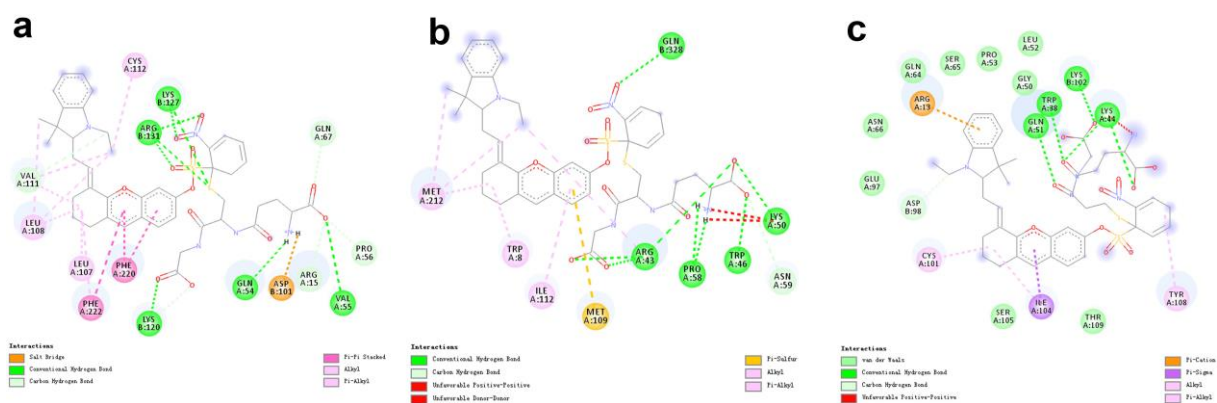 a
CYS
A:112
LYS
B:127
ARG
B:131
GLN
A:67
VAL
A:111
LEU
A:108
LEU
A:107
PHE
A:220
PHE
A:222
LYS
B:120
GLN
A:54
ASP
B:101
ARG
A:15
PRO
A:56
VAL
A:55
O
O
N
O
O
S
O
O
S
N
O
N
O
O
N
H
H
O
O
Interactions
Salt Bridge
Conventional Hydrogen Bond
Carbon Hydrogen Bond
Pi-Pi Stacked
Alkyl
Pi-Alkyl
b
GLN
B:328
MET
A:212
TRP
A:8
ILE
A:112
MET
A:109
ARG
A:43
PRO
A:58
TRP
A:46
LYS
A:50
ASN
A:59
Interactions
Conventional Hydrogen Bond
Carbon Hydrogen Bond
Unfavorable Positive-Positive
Unfavorable Donor-Donor
Pi-Sulfur
Alkyl
Pi-Alkyl
c
LEU
A:52
PRO
A:53
SER
A:65
GLN
A:64
GLY
A:50
LYS
B:102
ARG
A:13
TRP
A:38
LYS
A:44
GLN
A:51
ASN
A:66
GLU
A:97
ASP
B:98
CYS
A:101
SER
A:105
ILE
A:104
THR
A:109
TYR
A:108
Interactions
van der Waals
Conventional Hydrogen Bond
Carbon Hydrogen Bond
Unfavorable Positive-Positive
Pi-Cation
Pi-Sigma
Alkyl
Pi-Alkyl